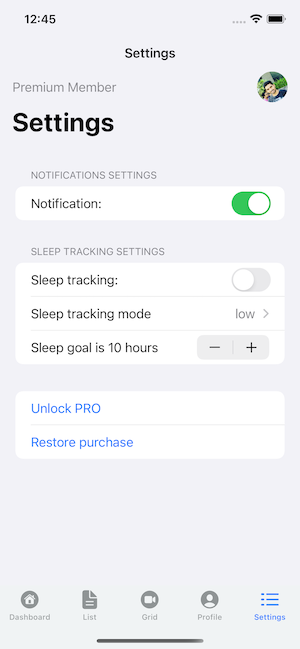 12:45
Settings
Premium Member
Settings
NOTIFICATIONS SETTINGS
Notification:
SLEEP TRACKING SETTINGS
Sleep tracking:
Sleep tracking mode low
Sleep goal is 10 hours
Unlock PRO
Restore purchase
Dashboard List Grid Profile Settings